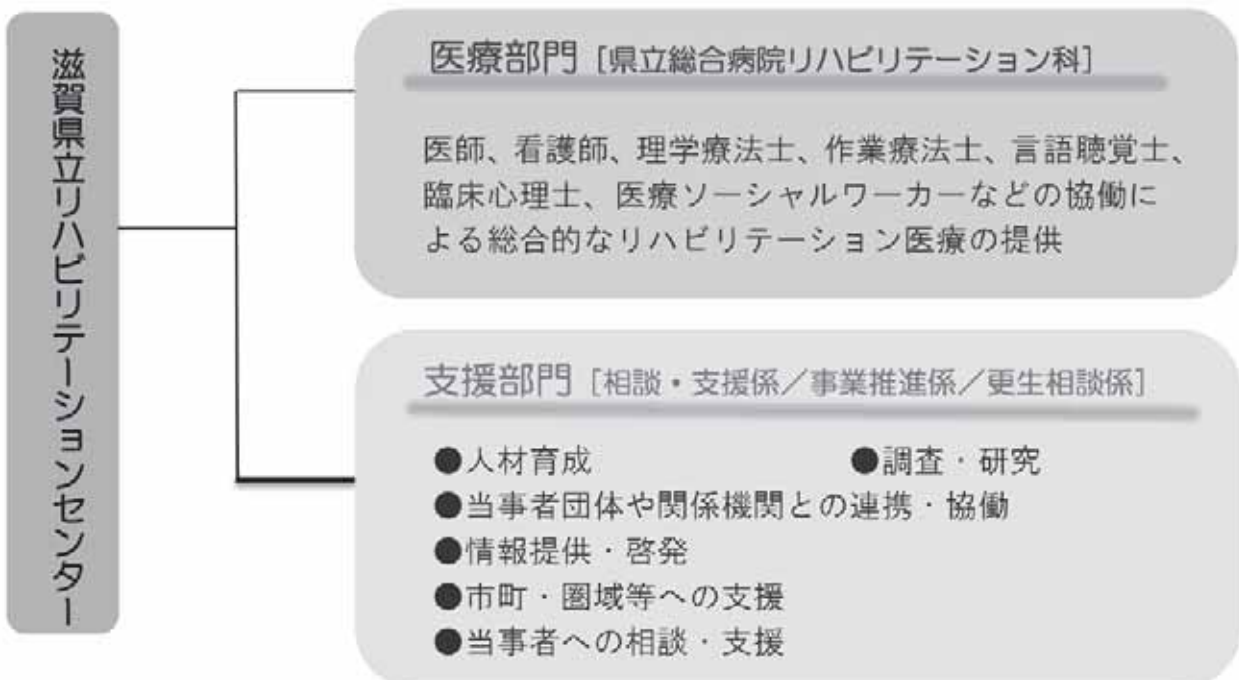 滋賀県立リハビリテーションセンター
医療部門［県立総合病院リハビリテーション科］
医師、看護師、理学療法士、作業療法士、言語聴覚士、
臨床心理士、医療ソーシャルワーカーなどの協働に
よる総合的なリハビリテーション医療の提供
支援部門［相談・支援係／事業推進係／更生相談係］
●人材育成 ●調査・研究
●当事者団体や関係機関との連携・協働
●情報提供・啓発
●市町・圏域等への支援
●当事者への相談・支援